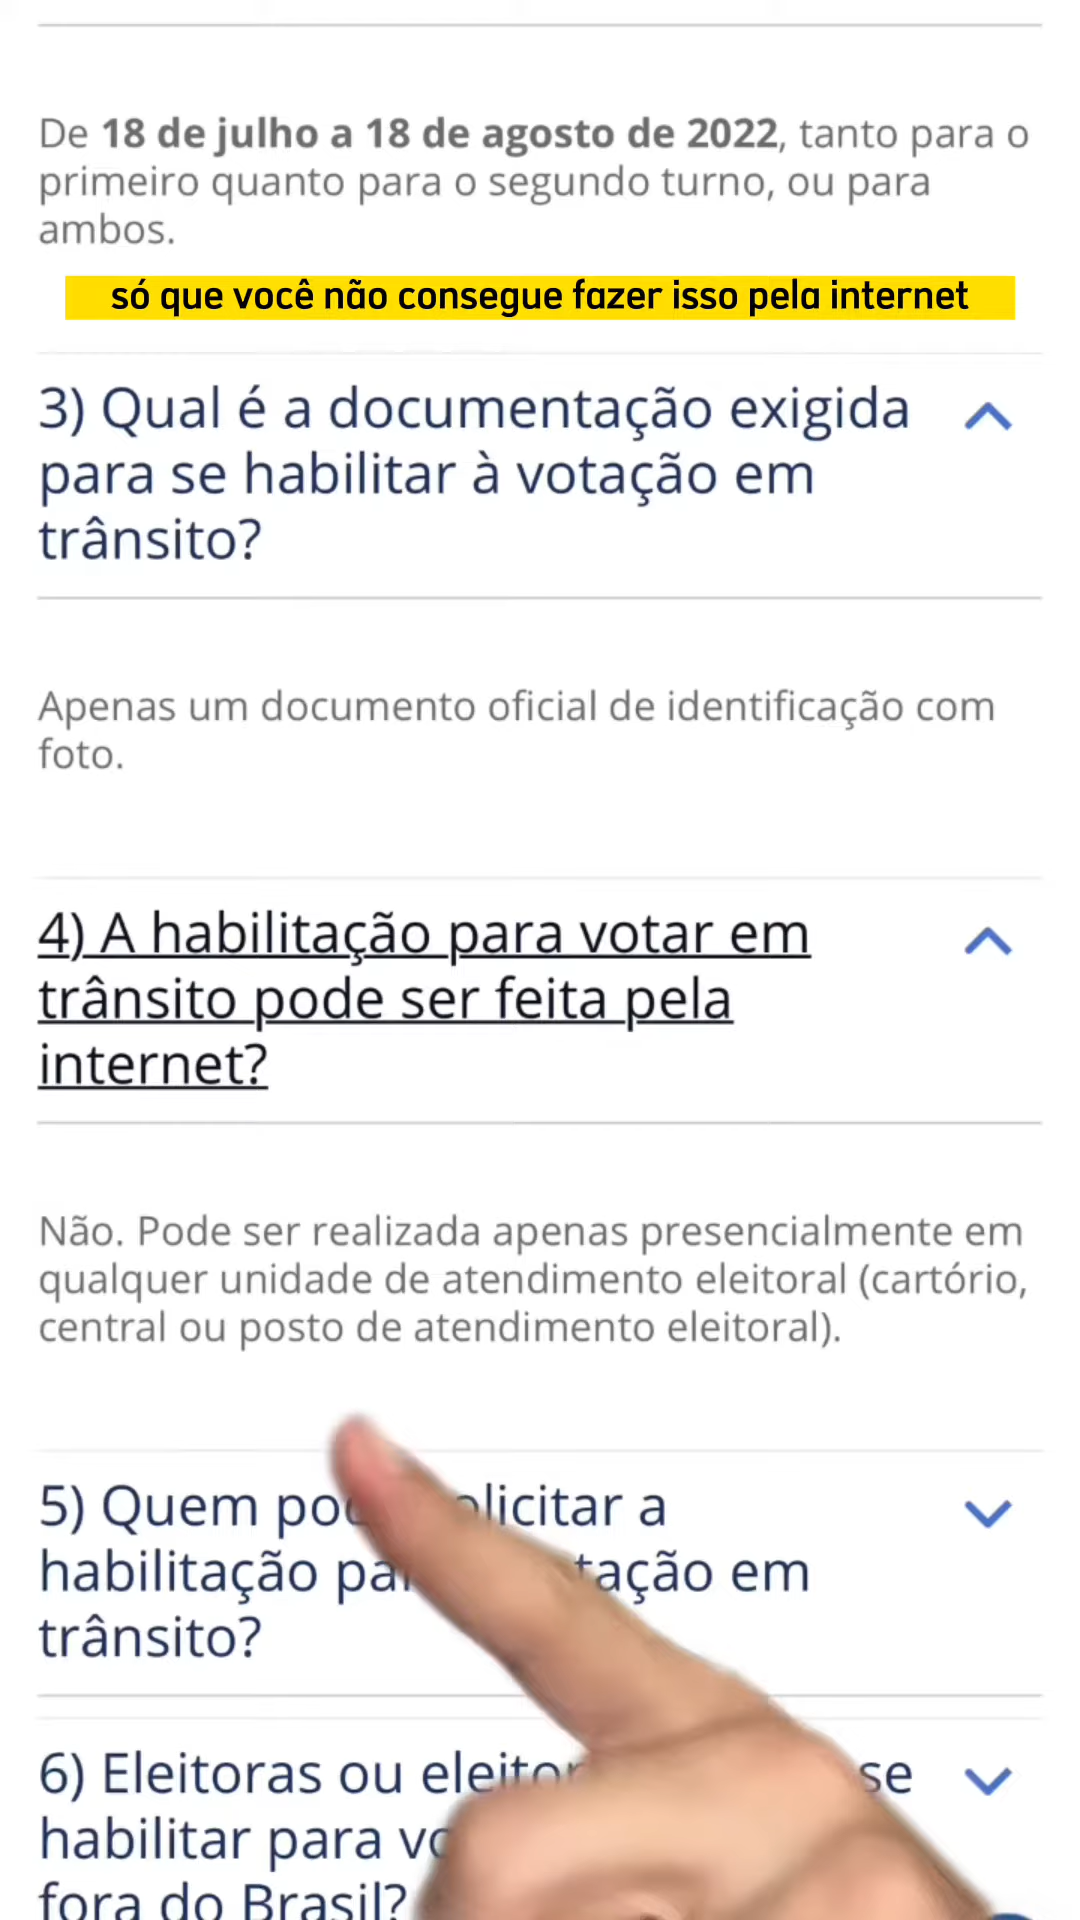 De 18 de julho a 18 de agosto de 2022, tanto para o
primeiro quanto para o segundo turno, ou para
ambos.
só que você não consegue fazer isso pela internet
3) Qual é a documentação exigida
para se habilitar à votação em
trânsito?
Apenas um documento oficial de identificação com
foto.
4) A habilitação para votar em
trânsito pode ser feita pela
internet?
Não. Pode ser realizada apenas presencialmente em
qualquer unidade de atendimento eleitoral (cartório,
central ou posto de atendimento eleitoral).
5) Quem a
habilitação em
trânsito?
6) Eleitoras ou se
habilitar para
fora do Brasil?